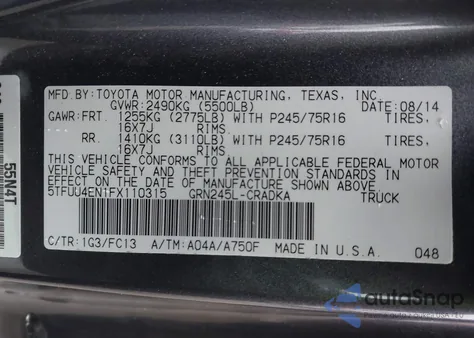 MFD.BY:TOYOTA MOTOR MANUFACTURING, TEXAS, INC
GVWR:2490KG (5500LB) DATE:08/14
GAWR:FRT. 1255KG (2775LB) WITH P245/75R16 TIRES,
16X7J RIMS
RR. 1410KG (3110LB) WITH P245/75R16 TIRES,
16X7J RIMS
THIS VEHICLE CONFORMS TO ALL APPLICABLE FEDERAL MOTOR
VEHICLE SAFETY STANDARDS IN EFFECT ON THE DATE OF
MANUFACTURE SHOWN ABOVE.
5TFUU4EN1FX110315 GRN245L-CRADKA TRUCK
C/TR:1G3/FC13 A/TM:A04A/A750F MADE IN U.S.A. 048
55N4T
autoSnap